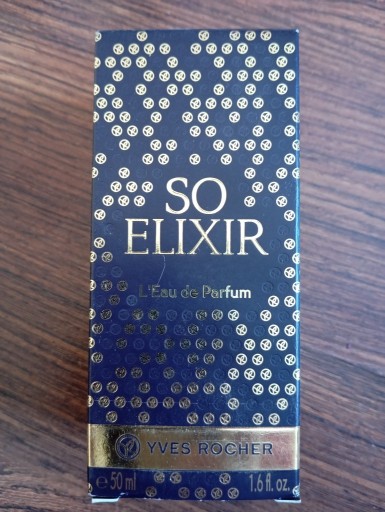 SO
ELIXIR
L'Eau de Parfum
YVES ROCHER
e 50 ml 1.6 fl. oz.